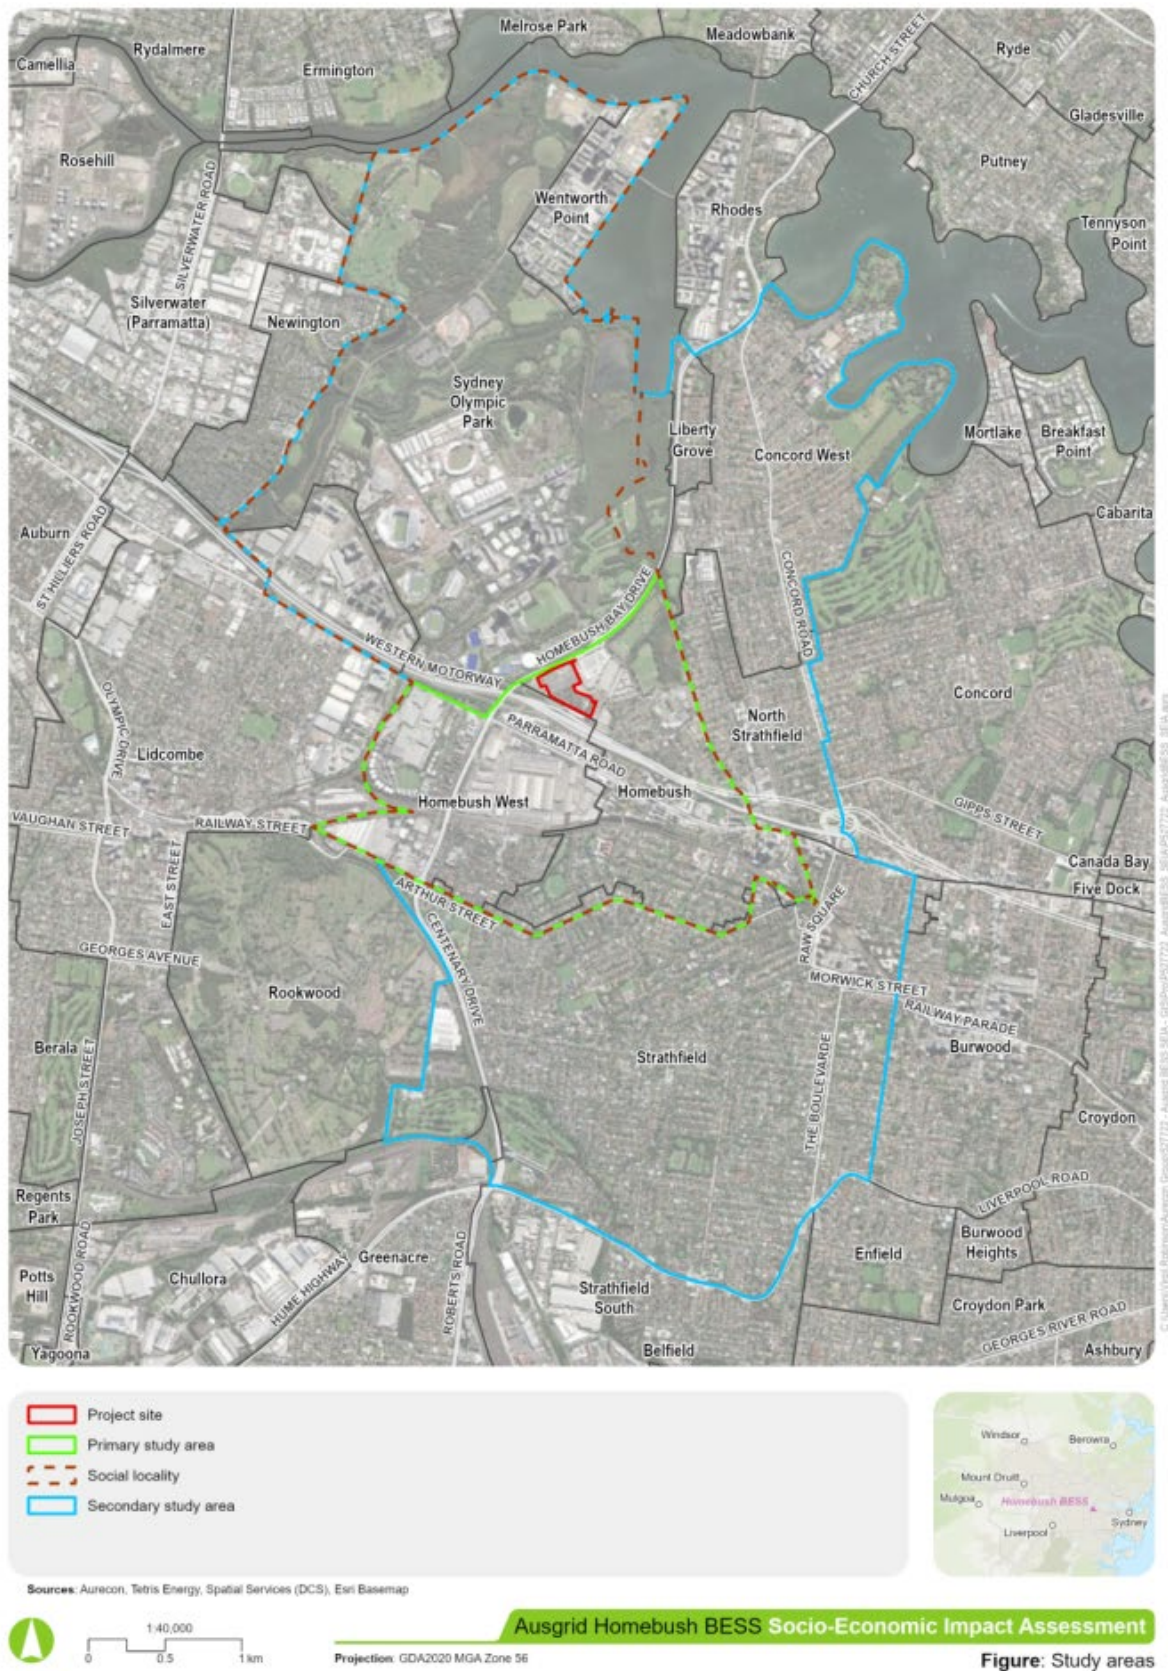 Melrose Park
Meadowbank
CHURCH STREET
Ryde
Rydalmere
Camellia
Ermington
Gladesville
Rosehill
Putney
SILVERWATER ROAD
Wentworth
Point
Rhodes
Tennyson
Point
Silverwater
(Parramatta)
Newington
Sydney
Olympic
Park
Liberty
Grove
Concord West
Mortlake
Breakfast
Point
Cabarita
Auburn
ST HILLIERS ROAD
CONCORD ROAD
HOMEBUSH BAY DRIVE
WESTERN MOTORWAY
OLYMPIC DRIVE
Concord
North
Strathfield
PARRAMATTA ROAD
Lidcombe
Homebush
Homebush West
GIPPS STREET
VAUGHAN STREET
RAILWAY STREET
Canada Bay
Five Dock
EAST STREET
ARTHUR STREET
RAW SQUARE
CENTENARY DRIVE
GEORGES AVENUE
MORWICK STREET
Rookwood
RAILWAY PARADE
Berala
Strathfield
Burwood
JOSEPH STREET
THE BOULEVARDE
Croydon
Regents
Park
LIVERPOOL ROAD
Burwood
Heights
Enfield
Greenacre
ROOKWOOD ROAD
Potts
Hill
Chullora
HUME HIGHWAY
ROBERTS ROAD
Strathfield
South
Croydon Park
GEORGES RIVER ROAD
Yagoona
Belfield
Ashbury
Project site
Primary study area
Social locality
Secondary study area
Windsor
Berowra
Mount Druitt
Mulgoa
Homebush BESS
Sydney
Liverpool
Sources: Aurecon, Tetris Energy, Spatial Services (DCS), Esri Basemap
1:40,000
0 0.5 1 km
Projection: GDA2020 MGA Zone 56
Ausgrid Homebush BESS Socio-Economic Impact Assessment
Figure: Study areas